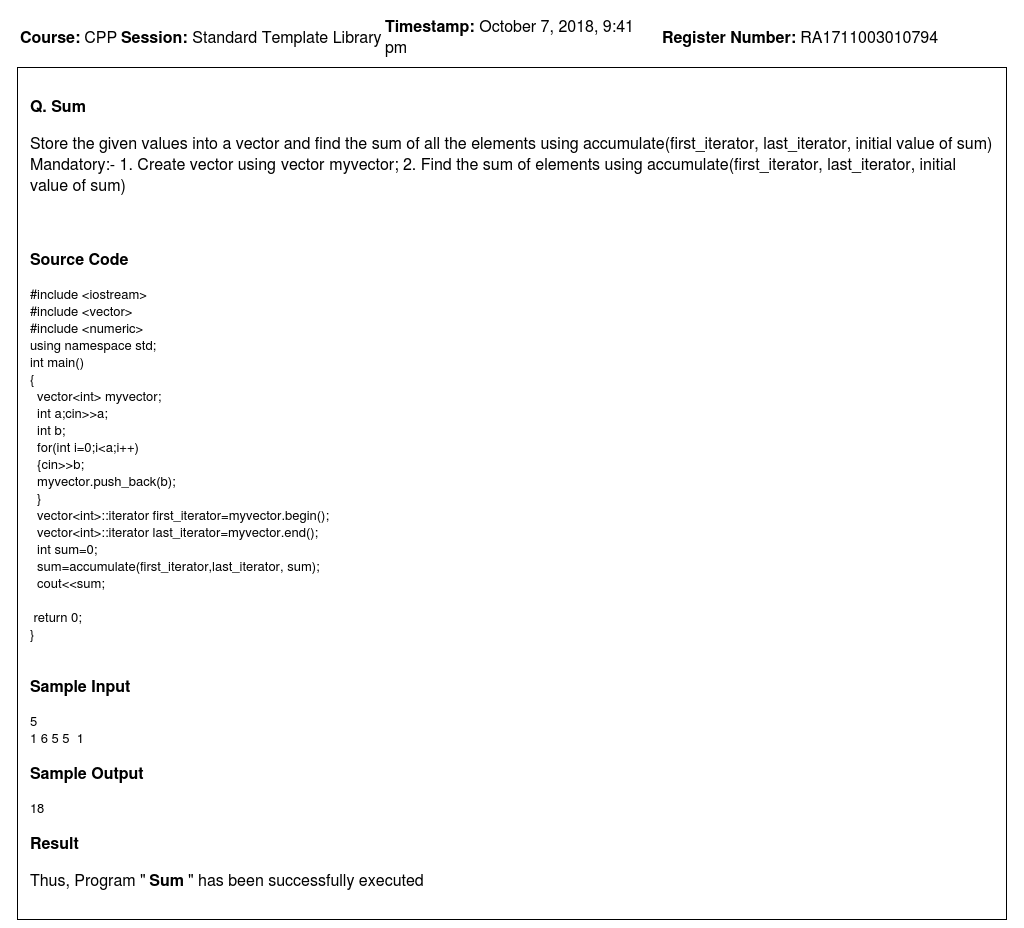 Course: CPP Session: Standard Template Library Timestamp: October 7, 2018, 9:41 pm Register Number: RA1711003010794
Q. Sum
Store the given values into a vector and find the sum of all the elements using accumulate(first_iterator, last_iterator, initial value of sum)
Mandatory:- 1. Create vector using vector myvector; 2. Find the sum of elements using accumulate(first_iterator, last_iterator, initial
value of sum)
Source Code
#include <iostream>
#include <vector>
#include <numeric>
using namespace std;
int main()
{
  vector<int> myvector;
  int a;cin>>a;
  int b;
  for(int i=0;i<a;i++)
  {cin>>b;
  myvector.push_back(b);
  }
  vector<int>::iterator first_iterator=myvector.begin();
  vector<int>::iterator last_iterator=myvector.end();
  int sum=0;
  sum=accumulate(first_iterator,last_iterator, sum);
  cout<<sum;
 return 0;
}
Sample Input
5
1 6 5 5  1
Sample Output
18
Result
Thus, Program " Sum " has been successfully executed